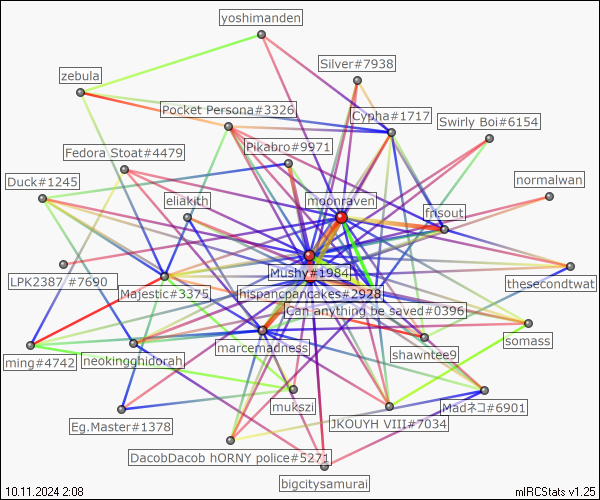 yoshimanden
Silver#7938
zebula
Pocket Persona#3326
Cypha#1717
Swirly Boi#6154
Pikabro#9971
Fedora Stoat#4479
Duck#1245
normalwan
eliakith
moonraven
frisout
Mushy#1984
LPK2387 #7690
Majestic#3375
hispancpancakes#2928
thesecondtwat
Can anything be saved#0396
somass
marcemadness
shawntee9
ming#4742
neokingghidorah
mukszi
Madネコ#6901
JKOUYH VIII#7034
Eg.Master#1378
DacobDacob hORNY police#5271
bigcitysamurai
10.11.2024 2:08
mIRCStats v1.25